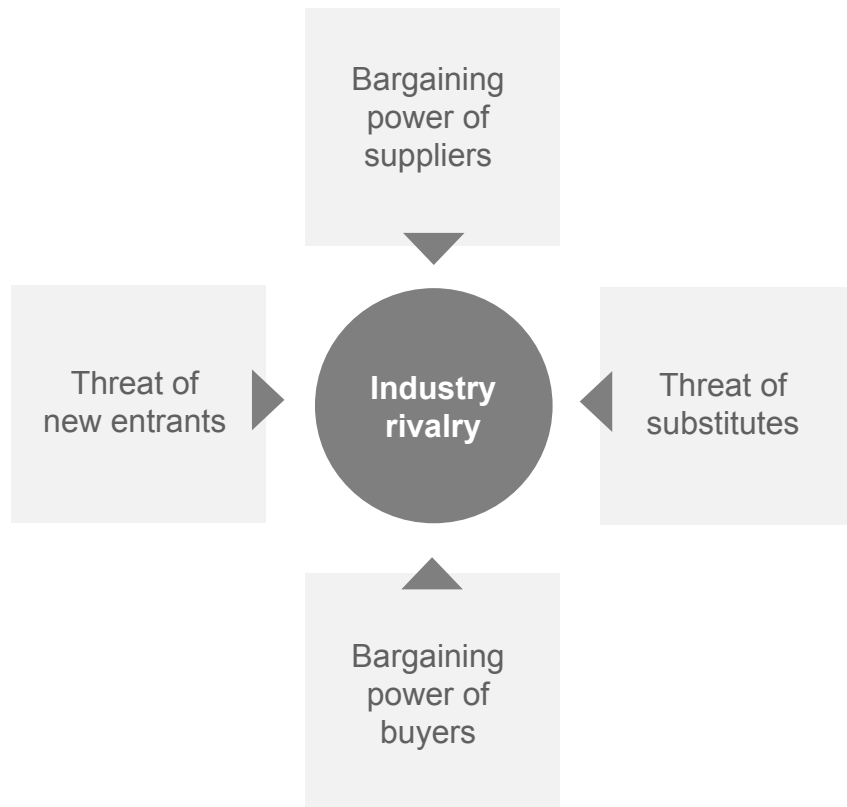 Bargaining
power of
suppliers
Threat of
new entrants
Industry
rivalry
Threat of
substitutes
Bargaining
power of
buyers